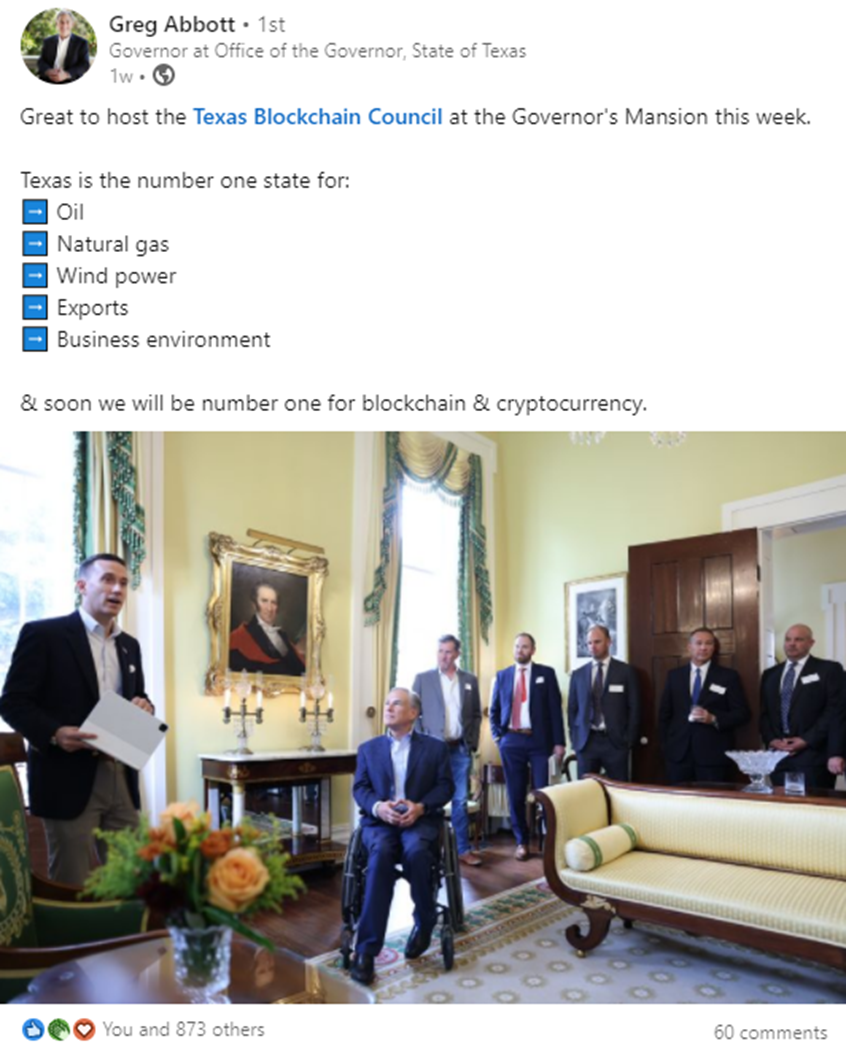 Greg Abbott • 1st
Governor at Office of the Governor, State of Texas
1w •
Great to host the Texas Blockchain Council at the Governor's Mansion this week.
Texas is the number one state for:
➡ Oil
➡ Natural gas
➡ Wind power
➡ Exports
➡ Business environment
& soon we will be number one for blockchain & cryptocurrency.
You and 873 others
60 comments